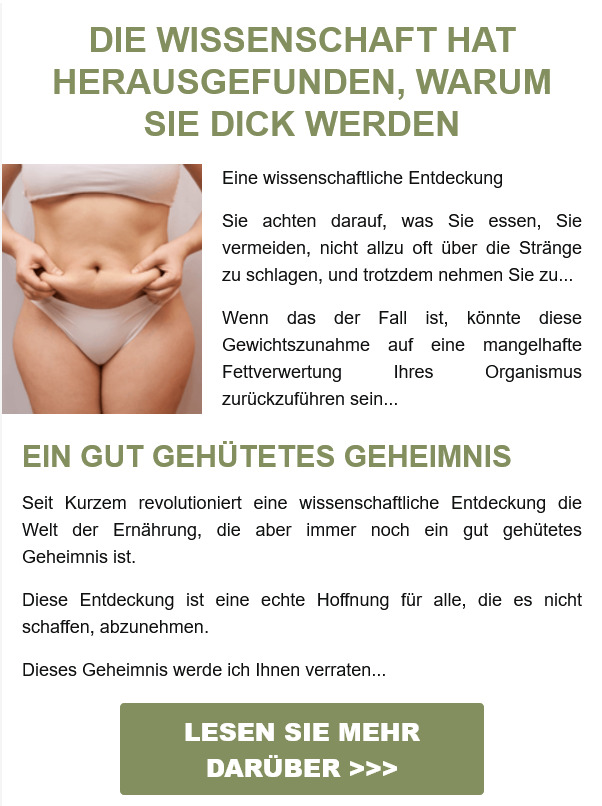 DIE WISSENSCHAFT HAT
HERAUSGEFUNDEN, WARUM
SIE DICK WERDEN
Eine wissenschaftliche Entdeckung
Sie achten darauf, was Sie essen, Sie
vermeiden, nicht allzu oft über die Stränge
zu schlagen, und trotzdem nehmen Sie zu...
Wenn das der Fall ist, könnte diese
Gewichtszunahme auf eine mangelhafte
Fettverwertung Ihres Organismus
zurückzuführen sein...
EIN GUT GEHÜTETES GEHEIMNIS
Seit Kurzem revolutioniert eine wissenschaftliche Entdeckung die
Welt der Ernährung, die aber immer noch ein gut gehütetes
Geheimnis ist.
Diese Entdeckung ist eine echte Hoffnung für alle, die es nicht
schaffen, abzunehmen.
Dieses Geheimnis werde ich Ihnen verraten...
LESEN SIE MEHR
DARÜBER >>>